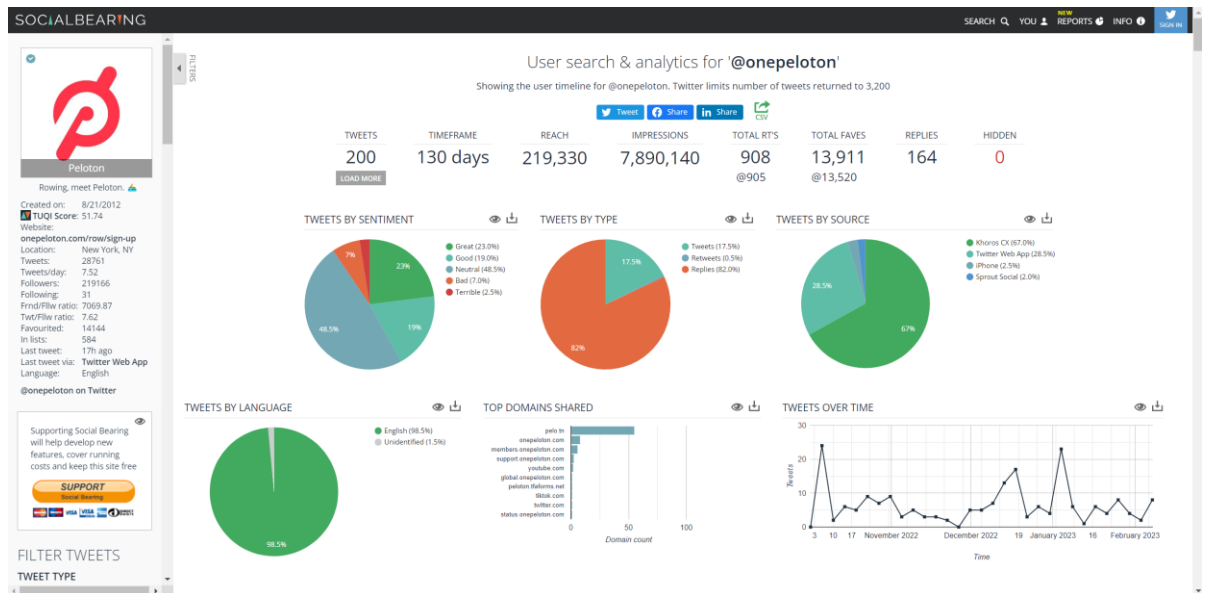 SOCIALBEARING
SEARCH YOU NEW REPORTS INFO SIGN IN
Peloton
Rowing, meet Peloton.
Created on: 8/21/2012
TUQI Score: 51.74
Website:
onepeloton.com/row/sign-up
Location: New York, NY
Tweets: 28761
Tweets/day: 7.52
Followers: 219166
Following: 31
Frnd/Fllw ratio: 7069.87
Twt/Fllw ratio: 7.62
Favourited: 14144
In lists: 584
Last tweet: 17h ago
Last tweet via: Twitter Web App
Language: English
@onepeloton on Twitter
Supporting Social Bearing
will help develop new
features, cover running
costs and keep this site free
SUPPORT
Social Bearing
FILTER TWEETS
TWEET TYPE
FILTERS
User search & analytics for '@onepeloton'
Showing the user timeline for @onepeloton. Twitter limits number of tweets returned to 3,200
Tweet Share Share CSV
TWEETS TIMEFRAME REACH IMPRESSIONS TOTAL RT'S TOTAL FAVES REPLIES HIDDEN
200 130 days 219,330 7,890,140 908 13,911 164 0
LOAD MORE @905 @13,520
TWEETS BY SENTIMENT
Great (23.0%)
Good (19.0%)
Neutral (48.5%)
Bad (7.0%)
Terrible (2.5%)
7%
23%
48.5%
19%
TWEETS BY TYPE
Tweets (17.5%)
Retweets (0.5%)
Replies (82.0%)
17.5%
82%
TWEETS BY SOURCE
Khoros CX (67.0%)
Twitter Web App (28.5%)
iPhone (2.5%)
Sprout Social (2.0%)
28.5%
67%
TWEETS BY LANGUAGE
English (98.5%)
Unidentified (1.5%)
98.5%
TOP DOMAINS SHARED
pelo.tn
onepeloton.com
members.onepeloton.com
support.onepeloton.com
youtube.com
global.onepeloton.com
peloton.tfaforms.net
tiktok.com
twitter.com
status.onepeloton.com
0 50 100
Domain count
TWEETS OVER TIME
30
20
10
0
Tweets
3 10 17 November 2022 December 2022 19 January 2023 16 February 2023
Time